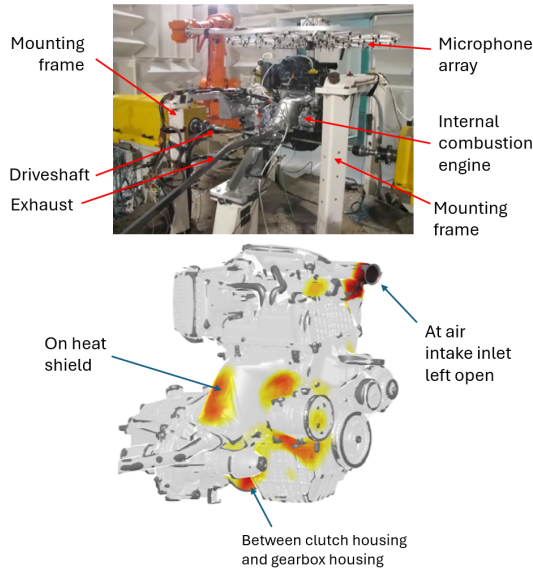 Mounting
frame
Microphone
array
Internal
combustion
engine
Driveshaft
Exhaust
Mounting
frame
At air
intake inlet
left open
On heat
shield
Between clutch housing
and gearbox housing